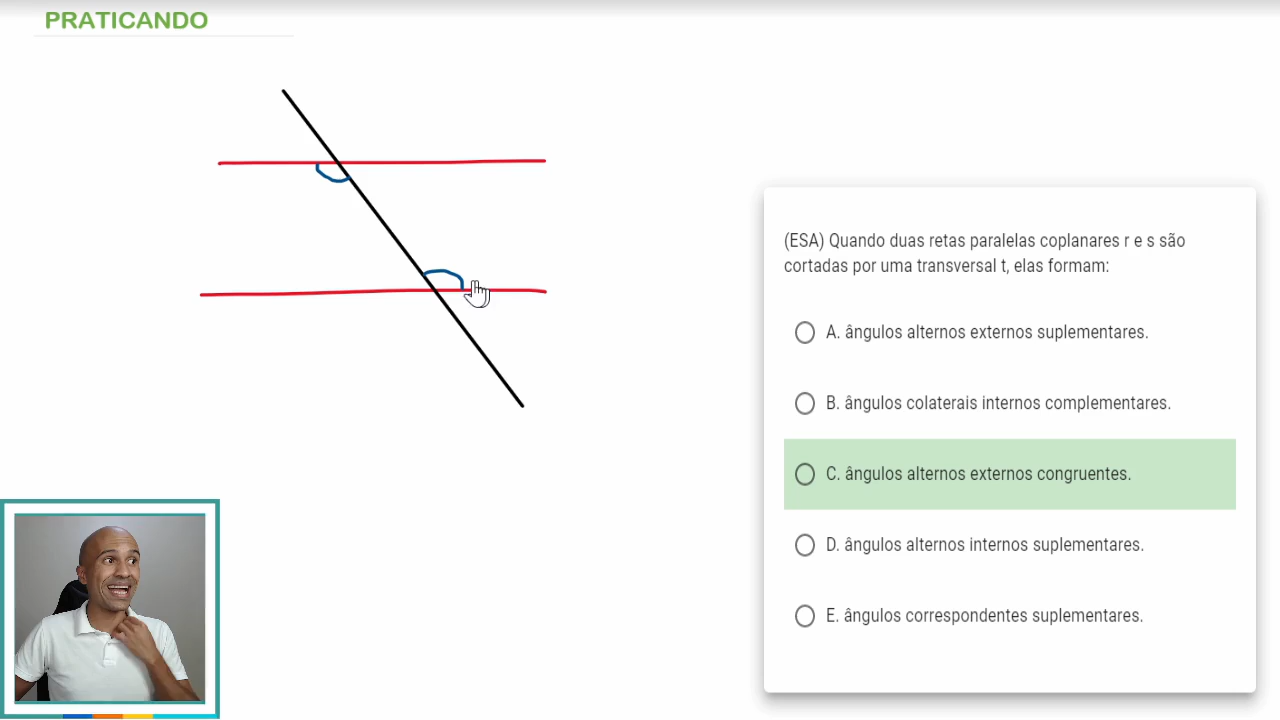 PRATICANDO
(ESA) Quando duas retas paralelas coplanares r e s são
cortadas por uma transversal t, elas formam:
A. ângulos alternos externos suplementares.
B. ângulos colaterais internos complementares.
C. ângulos alternos externos congruentes.
D. ângulos alternos internos suplementares.
E. ângulos correspondentes suplementares.